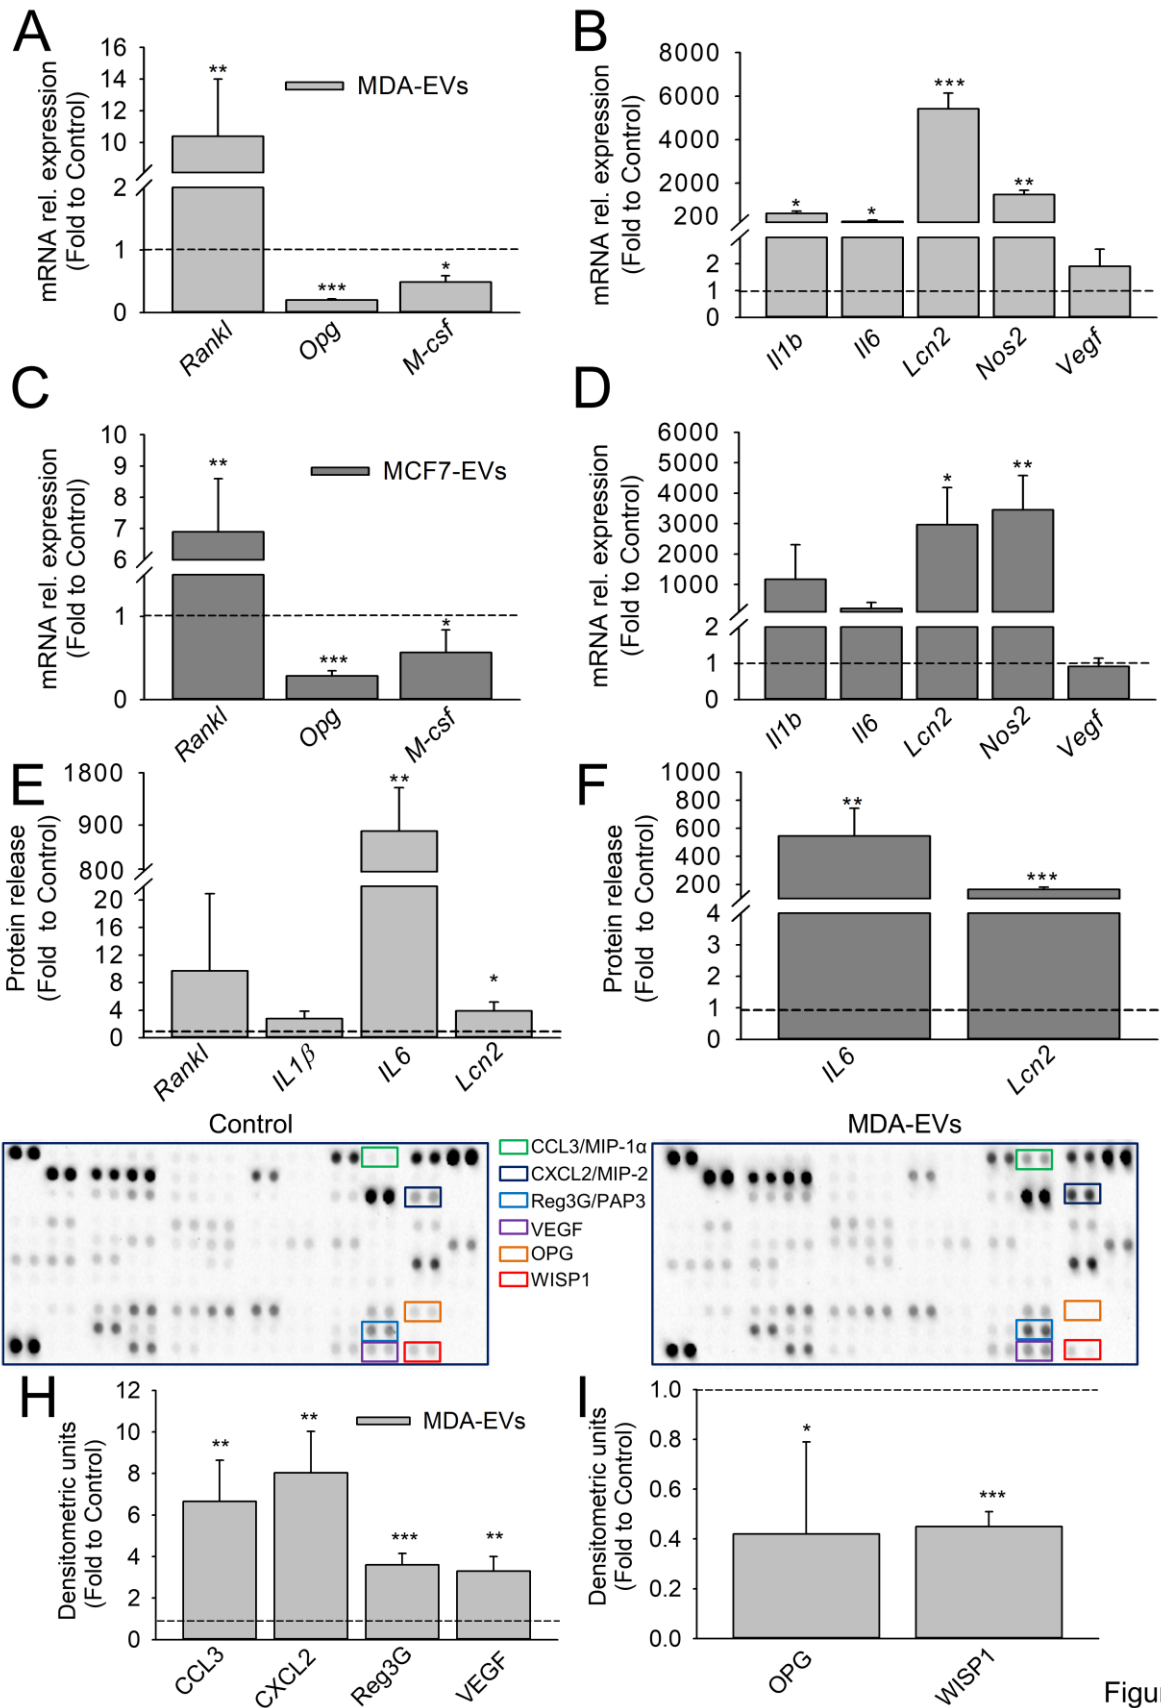 A
16
14
12
10
2
1
0
mRNA rel. expression
(Fold to Control)
**
***
*
MDA-EVs
Rankl
Opg
M-csf
B
8000
6000
4000
2000
200
2
1
0
mRNA rel. expression
(Fold to Control)
*
*
***
**
Il1b
Il6
Lcn2
Nos2
Vegf
C
10
9
8
7
6
1
0
mRNA rel. expression
(Fold to Control)
**
***
*
MCF7-EVs
Rankl
Opg
M-csf
D
6000
5000
4000
3000
2000
1000
2
1
0
mRNA rel. expression
(Fold to Control)
*
**
Il1b
Il6
Lcn2
Nos2
Vegf
E
1800
900
800
20
16
12
8
4
0
Protein release
(Fold to Control)
**
*
Rankl
IL1β
IL6
Lcn2
F
1000
800
600
400
200
4
3
2
1
0
Protein release
(Fold to Control)
**
***
IL6
Lcn2
Control
CCL3/MIP-1α
CXCL2/MIP-2
Reg3G/PAP3
VEGF
OPG
WISP1
MDA-EVs
H
12
10
8
6
4
2
0
Densitometric units
(Fold to Control)
**
**
***
**
MDA-EVs
CCL3
CXCL2
Reg3G
VEGF
I
1.0
0.8
0.6
0.4
0.2
0.0
Densitometric units
(Fold to Control)
*
***
OPG
WISP1